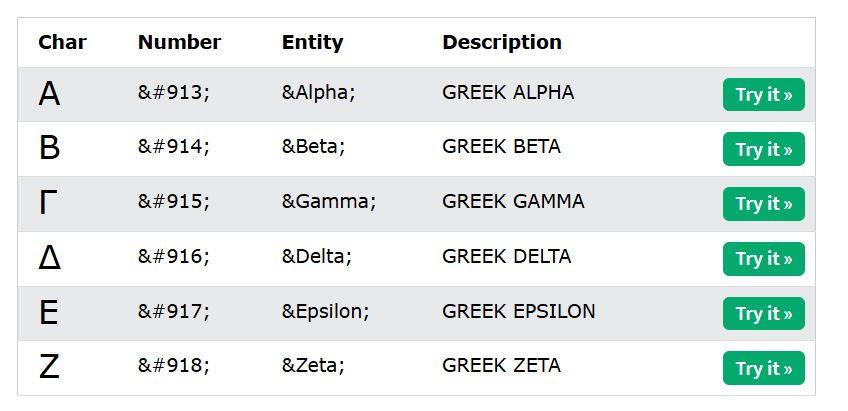 Char Number Entity Description
Α &#913; &Alpha; GREEK ALPHA Try it »
Β &#914; &Beta; GREEK BETA Try it »
Γ &#915; &Gamma; GREEK GAMMA Try it »
Δ &#916; &Delta; GREEK DELTA Try it »
Ε &#917; &Epsilon; GREEK EPSILON Try it »
Ζ &#918; &Zeta; GREEK ZETA Try it »